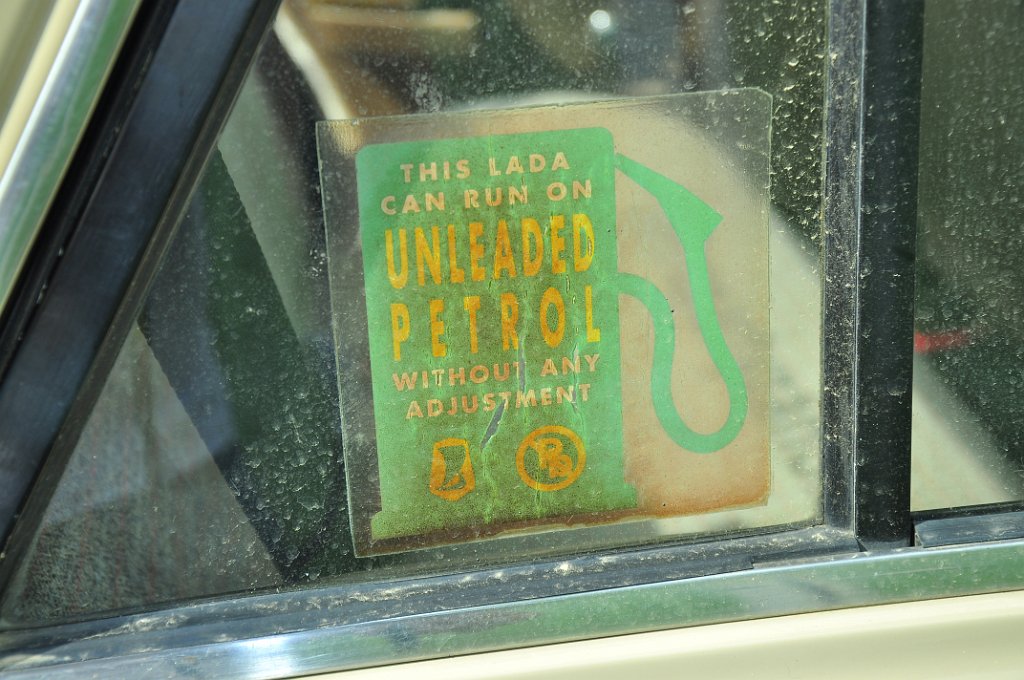 THIS LADA
CAN RUN ON
UNLEADED
PETROL
WITHOUT ANY
ADJUSTMENT